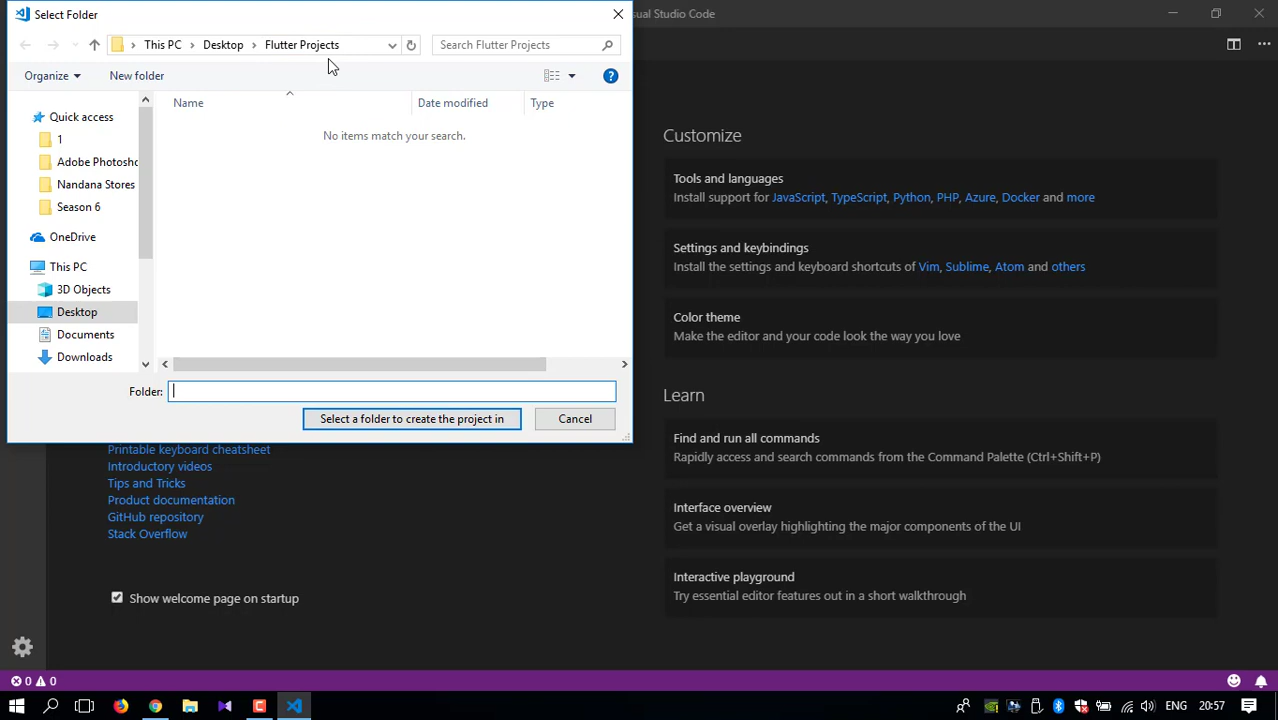 Select Folder
Visual Studio Code
This PC
Desktop
Flutter Projects
Search Flutter Projects
Organize
New folder
Name
Date modified
Type
No items match your search.
Quick access
1
Adobe Photosho
Nandana Stores
Season 6
OneDrive
This PC
3D Objects
Desktop
Documents
Downloads
Folder:
Select a folder to create the project in
Cancel
Printable keyboard cheatsheet
Introductory videos
Tips and Tricks
Product documentation
GitHub repository
Stack Overflow
Show welcome page on startup
Customize
Tools and languages
Install support for JavaScript, TypeScript, Python, PHP, Azure, Docker and more
Settings and keybindings
Install the settings and keyboard shortcuts of Vim, Sublime, Atom and others
Color theme
Make the editor and your code look the way you love
Learn
Find and run all commands
Rapidly access and search commands from the Command Palette (Ctrl+Shift+P)
Interface overview
Get a visual overlay highlighting the major components of the UI
Interactive playground
Try essential editor features out in a short walkthrough
0 0
ENG
20:57